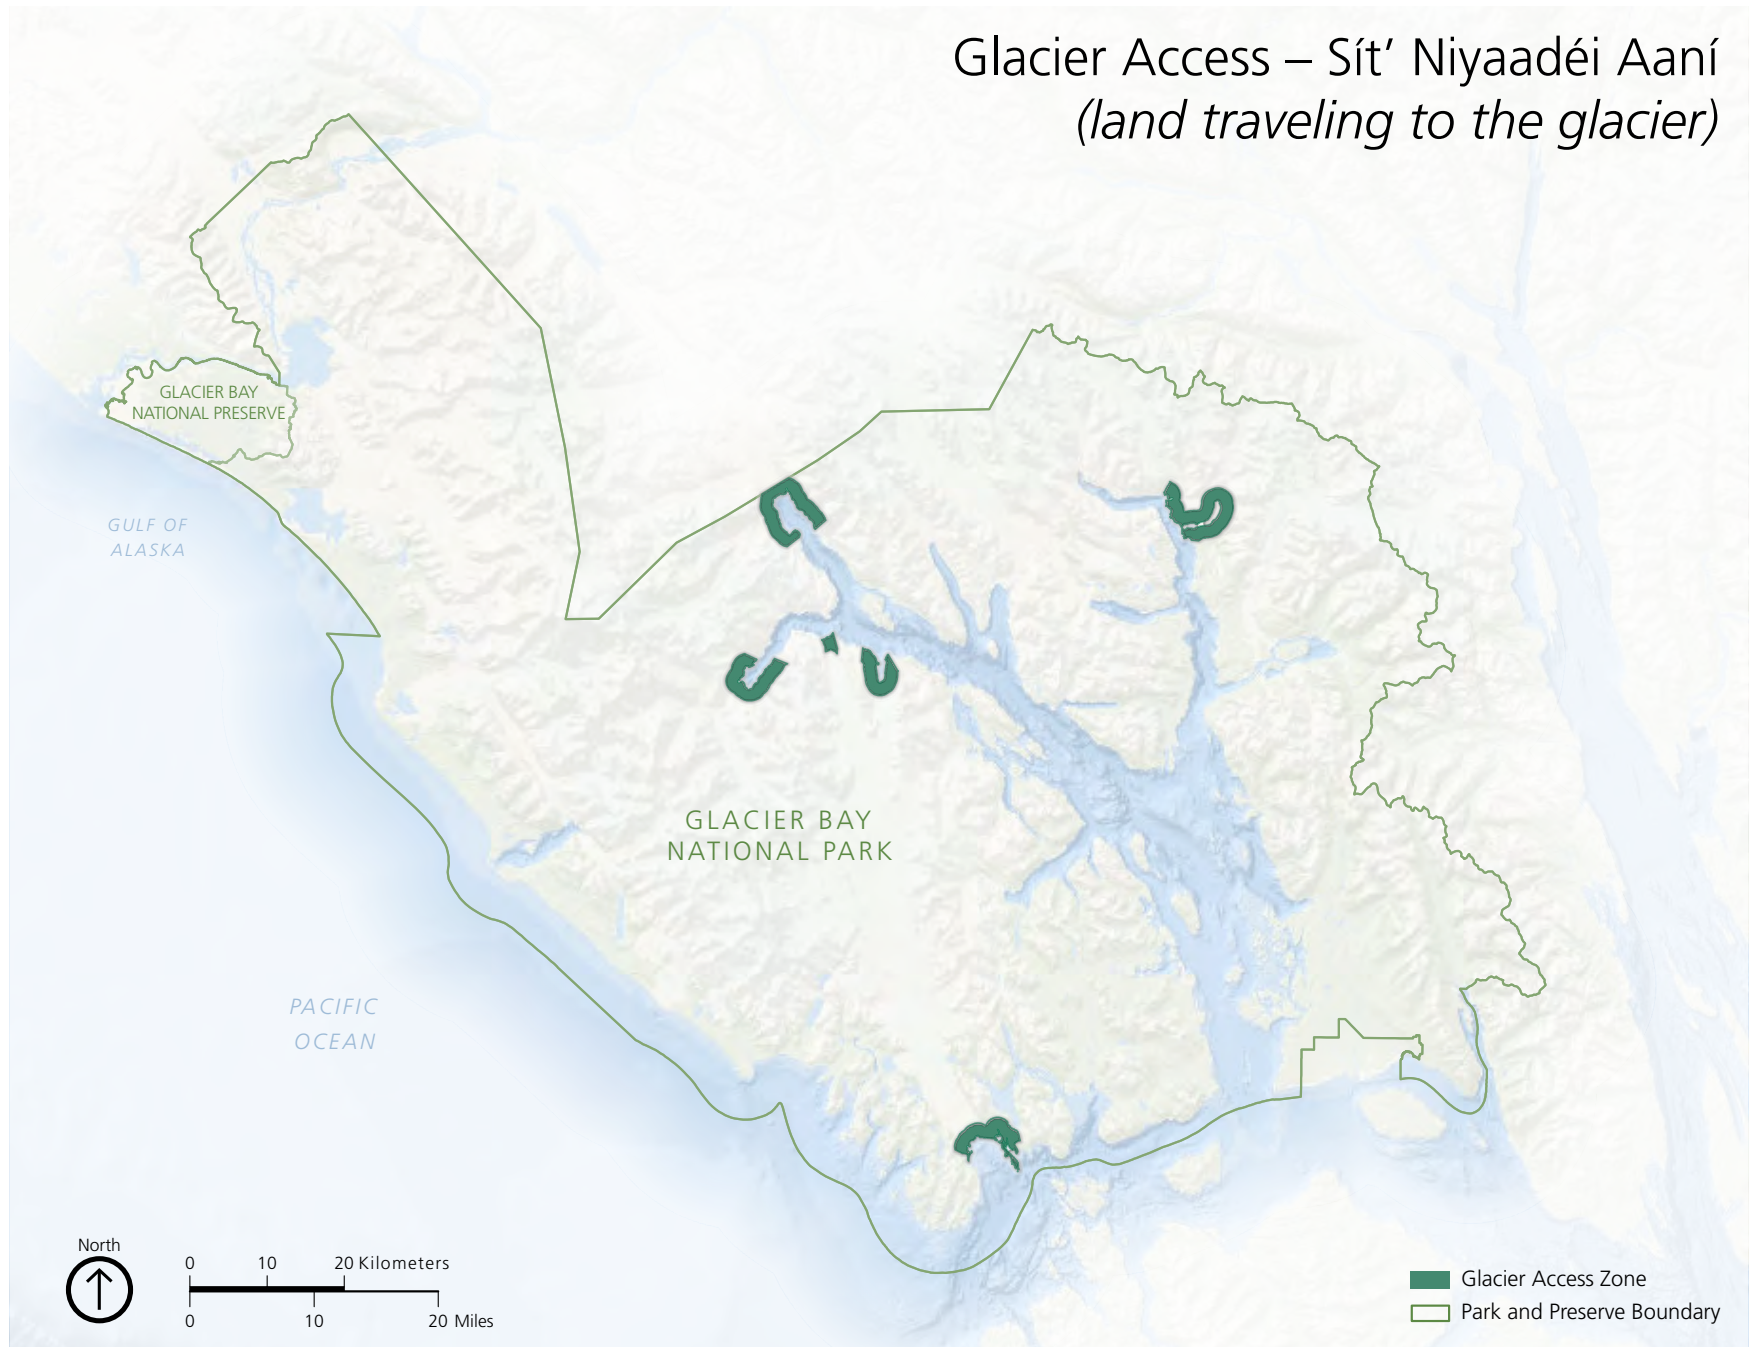 Glacier Access – Sít’ Niyaadéi Aaní
(land traveling to the glacier)
GLACIER BAY
NATIONAL PRESERVE
GULF OF
ALASKA
GLACIER BAY
NATIONAL PARK
PACIFIC
OCEAN
North
0 10 20 Kilometers
0 10 20 Miles
Glacier Access Zone
Park and Preserve Boundary